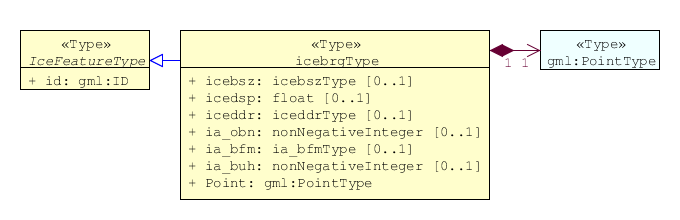 «Type»
IceFeatureType
+ id: gml:ID
«Type»
icebrgType
+ icebsz: icebszType [0..1]
+ icedsp: float [0..1]
+ iceddr: iceddrType [0..1]
+ ia_obn: nonNegativeInteger [0..1]
+ ia_bfm: ia_bfmType [0..1]
+ ia_buh: nonNegativeInteger [0..1]
+ Point: gml:PointType
1 1
«Type»
gml:PointType